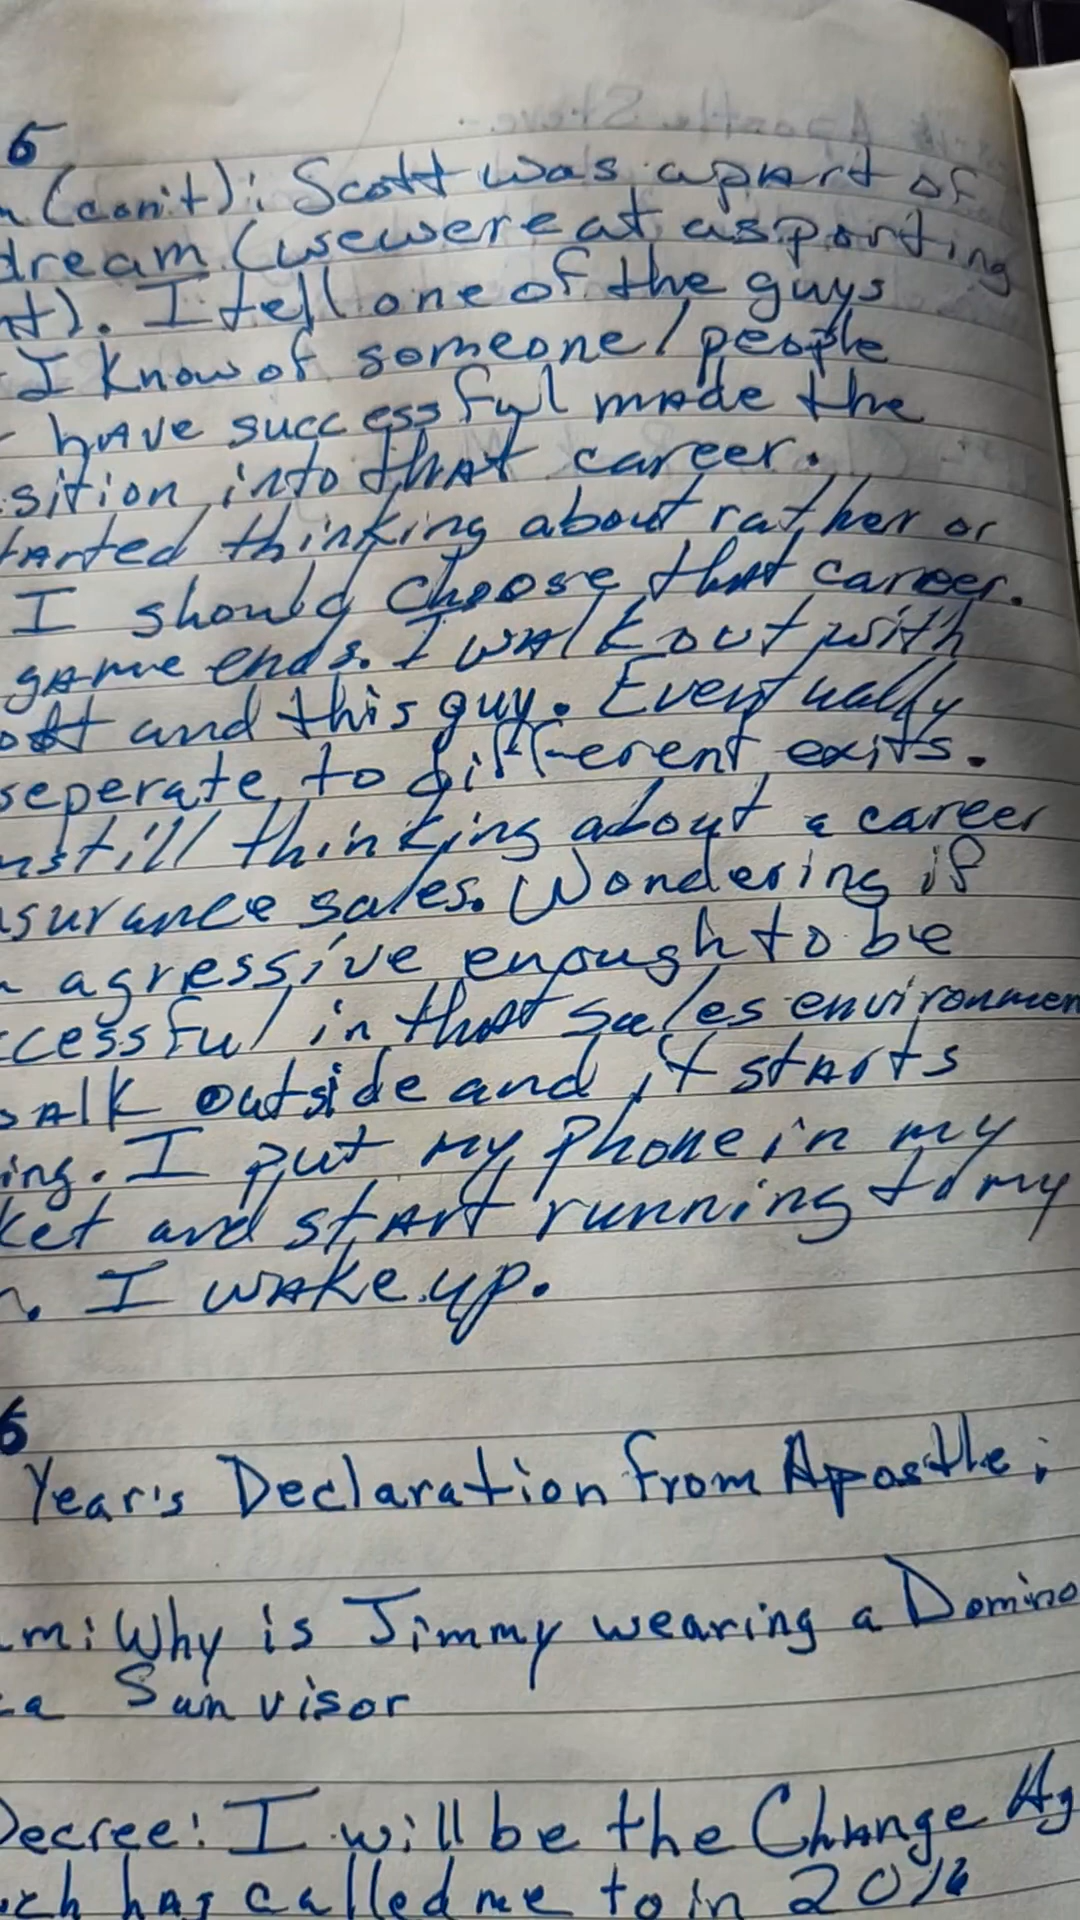 6
(con't): Scott was apart of
dream (we were at a sporting
nt). I tell one of the guys
I know of someone/people
have successful made the
sition into that career.
tarted thinking about rather or
I should choose that career.
game ends. I walk out with
ott and this guy. Eventually
seperate to different exits.
still thinking about a career
nsurance sales. Wondering if
agressive enough to be
ccessful in that sales environmen
walk outside and it starts
ing. I put my phone in my
ket and start running to my
I wake up.
6
Year's Declaration from Apostle:
m: Why is Jimmy wearing a Domino
a Sun visor
Decree: I will be the Change Ag
has called me to in 2016